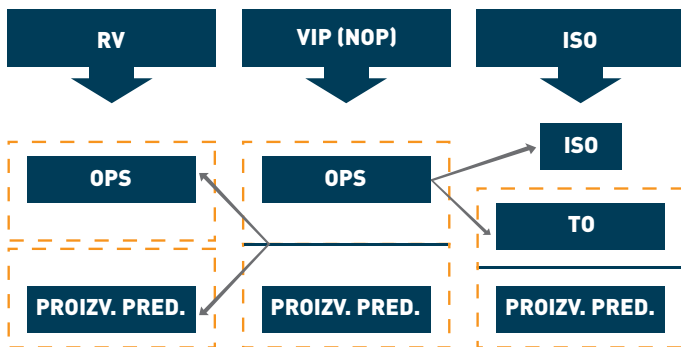 RV
VIP (NOP)
ISO
ISO
OPS
OPS
TO
PROIZV. PRED.
PROIZV. PRED.
PROIZV. PRED.